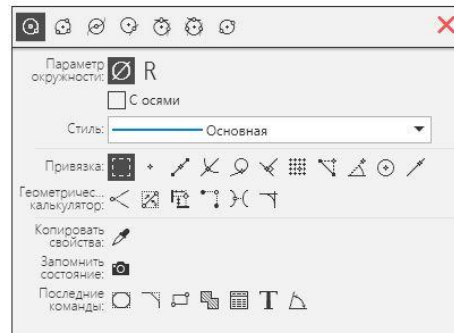 Параметр
окружности: Ø R
С осями
Стиль: Основная
Привязка:
Геометричес...
калькулятор:
Копировать
свойства:
Запомнить
состояние:
Последние
команды: T